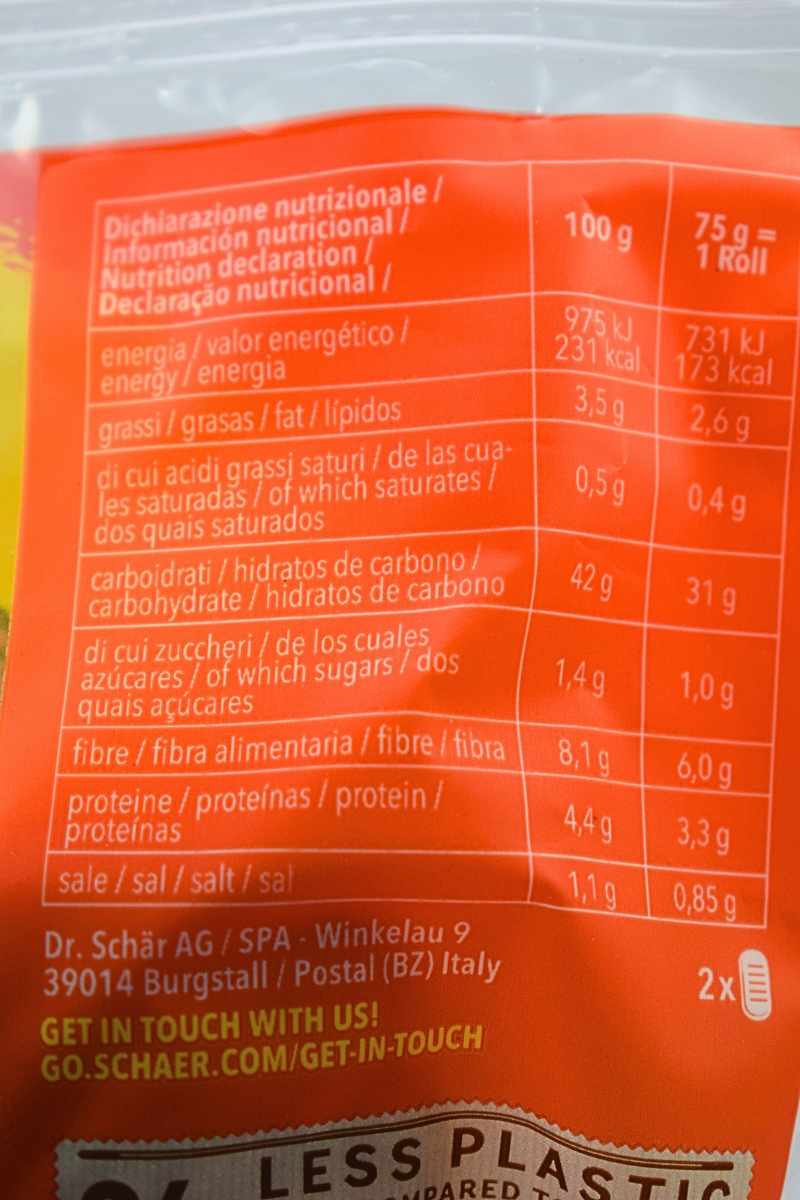 Dichiarazione nutrizionale /
Información nutricional /
Nutrition declaration /
Declaração nutricional /
100 g
75 g =
1 Roll
energia / valor energético /
energy / energia
975 kJ
231 kcal
731 kJ
173 kcal
grassi / grasas / fat / lípidos
3,5 g
2,6 g
di cui acidi grassi saturi / de las cua-
les saturadas / of which saturates /
dos quais saturados
0,5 g
0,4 g
carboidrati / hidratos de carbono /
carbohydrate / hidratos de carbono
42 g
31 g
di cui zuccheri / de los cuales
azúcares / of which sugars / dos
quais açúcares
1,4 g
1,0 g
fibre / fibra alimentaria / fibre / fibra
8,1 g
6,0 g
proteine / proteínas / protein /
proteínas
4,4 g
3,3 g
sale / sal / salt / sal
1,1 g
0,85 g
Dr. Schär AG / SPA - Winkelau 9
39014 Burgstall / Postal (BZ) Italy
2x
GET IN TOUCH WITH US!
GO.SCHAER.COM/GET-IN-TOUCH
LESS PLASTIC